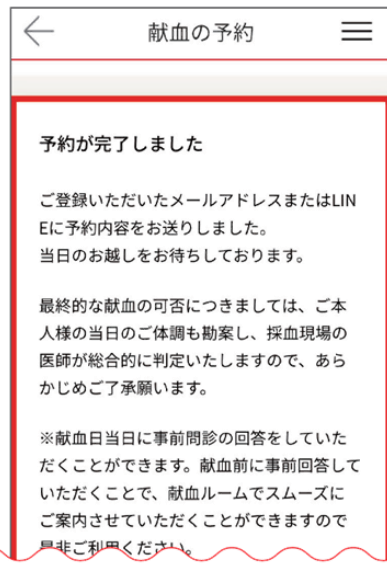 献血の予約
予約が完了しました
ご登録いただいたメールアドレスまたはLIN
Eに予約内容をお送りしました。
当日のお越しをお待ちしております。
最終的な献血の可否につきましては、ご本
人様の当日のご体調も勘案し、採血現場の
医師が総合的に判定いたしますので、あら
かじめご了承願います。
※献血日当日に事前問診の回答をしていた
だくことができます。献血前に事前回答して
いただくことで、献血ルームでスムーズに
ご案内させていただくことができますので
是非ご利用ください。